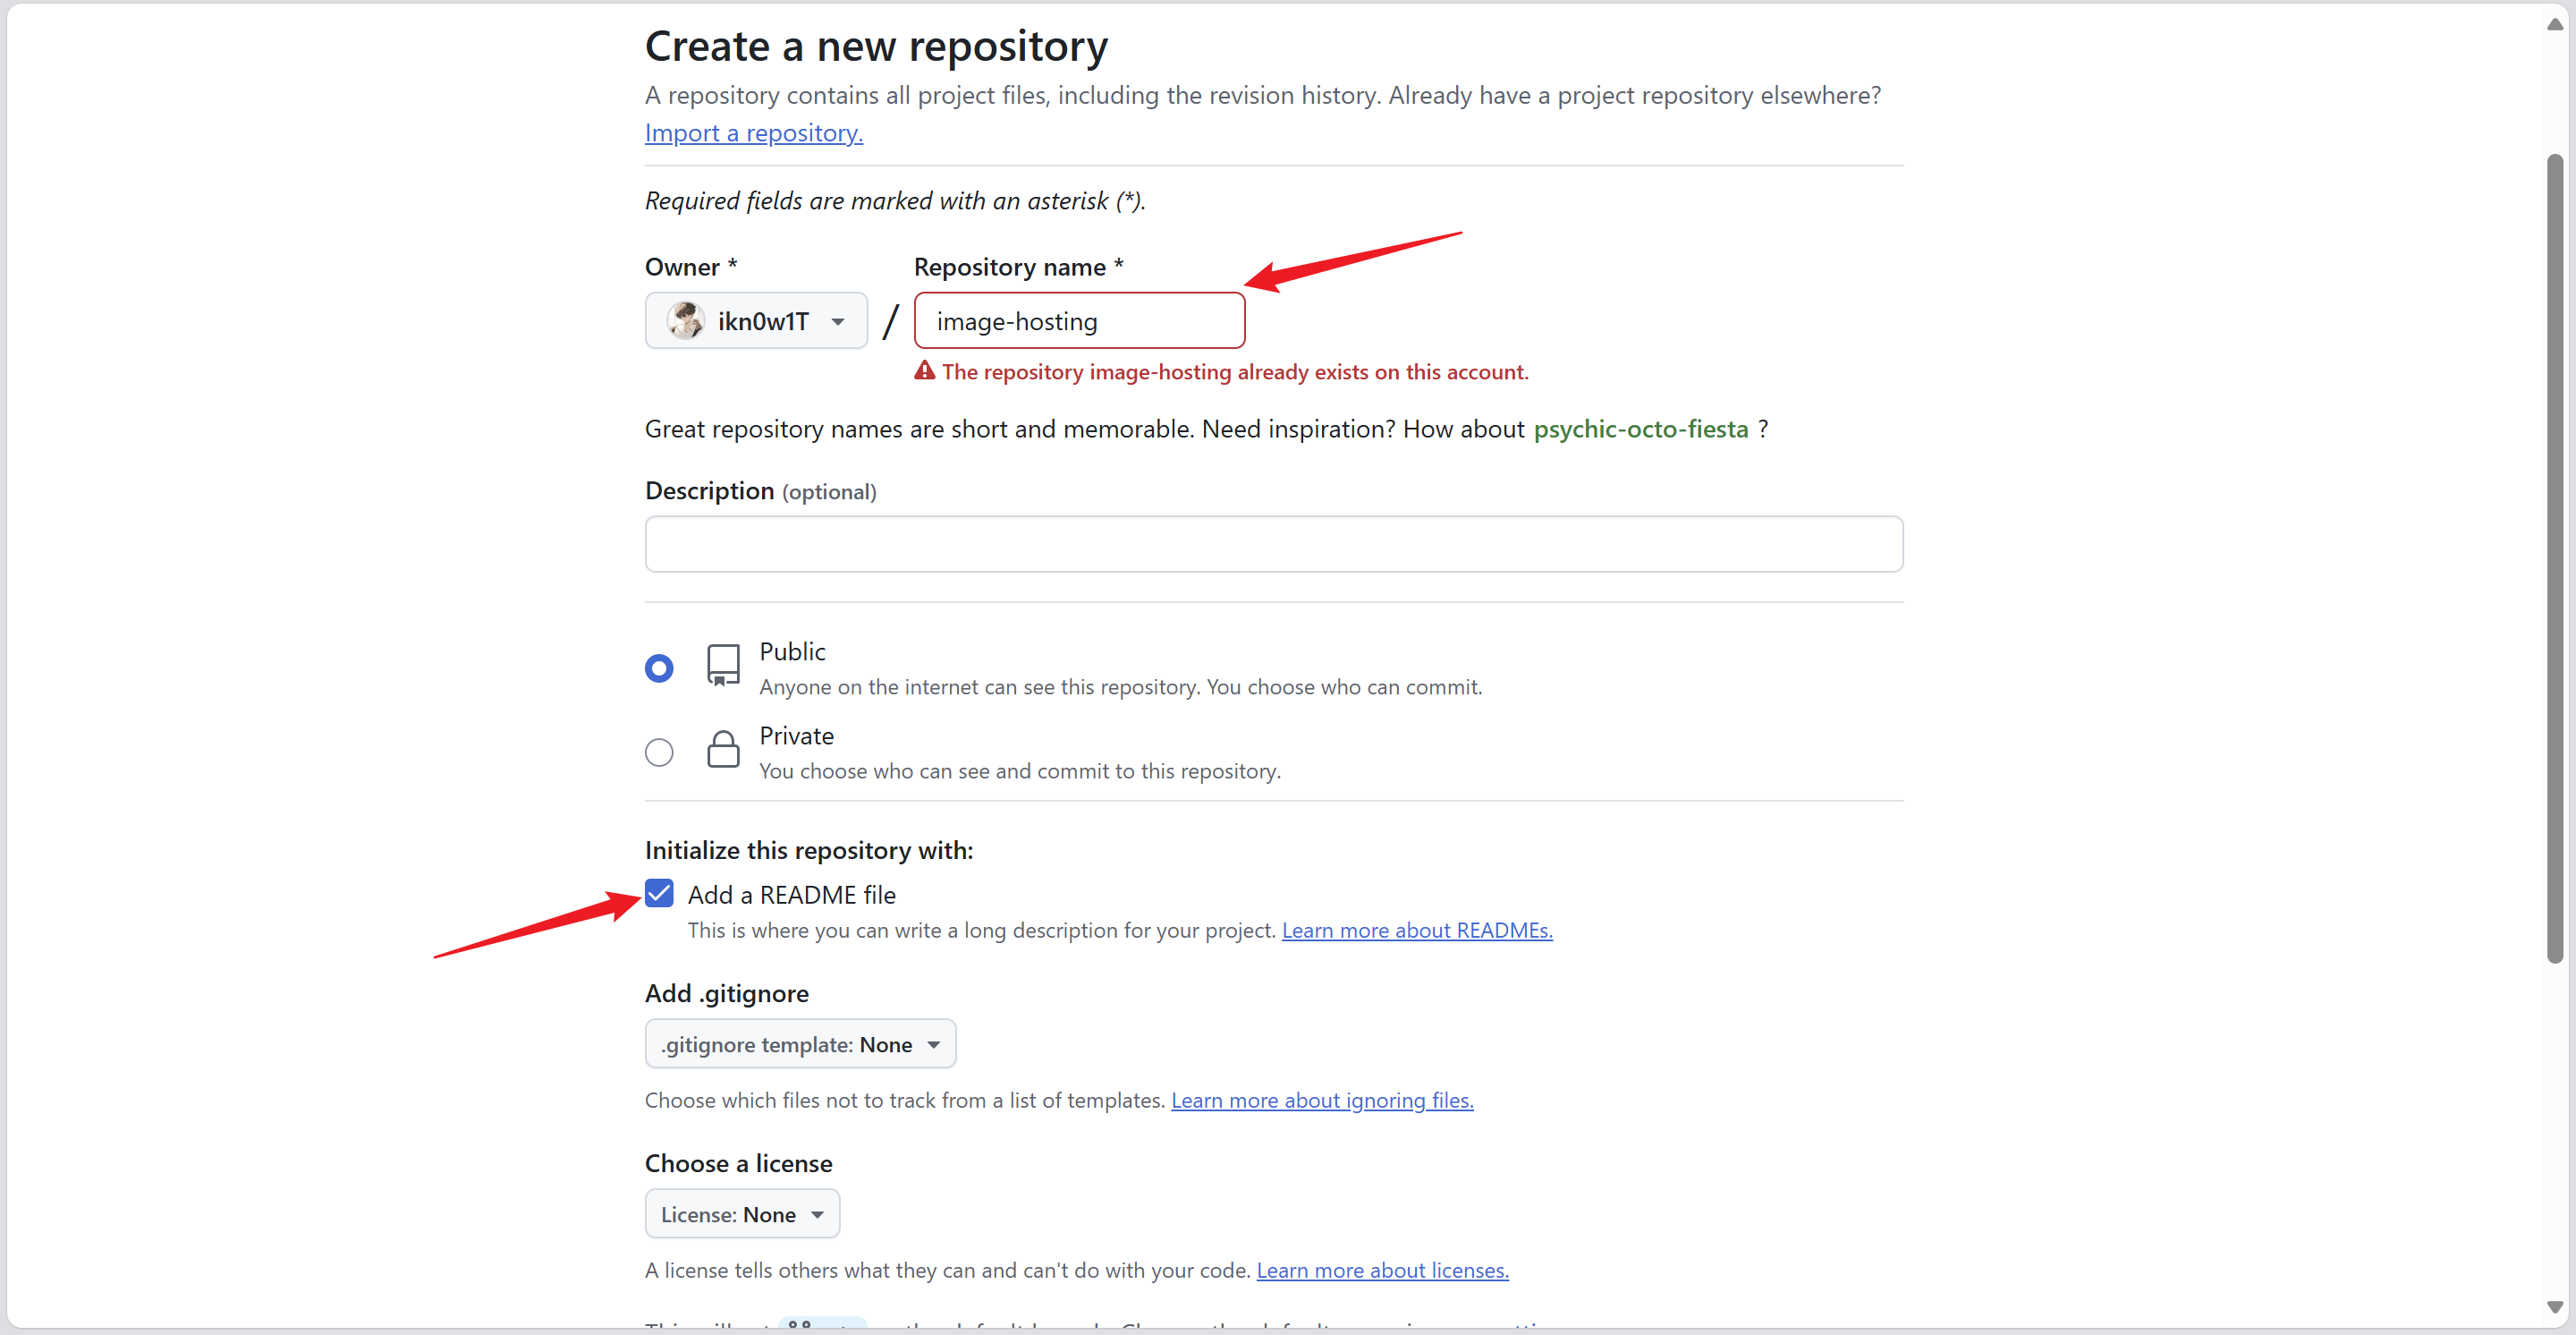 Create a new repository
A repository contains all project files, including the revision history. Already have a project repository elsewhere?
Import a repository.
Required fields are marked with an asterisk (*).
Owner * Repository name *
ikn0w1T / image-hosting
The repository image-hosting already exists on this account.
Great repository names are short and memorable. Need inspiration? How about psychic-octo-fiesta ?
Description (optional)
Public
Anyone on the internet can see this repository. You choose who can commit.
Private
You choose who can see and commit to this repository.
Initialize this repository with:
Add a README file
This is where you can write a long description for your project. Learn more about READMEs.
Add .gitignore
.gitignore template: None
Choose which files not to track from a list of templates. Learn more about ignoring files.
Choose a license
License: None
A license tells others what they can and can't do with your code. Learn more about licenses.